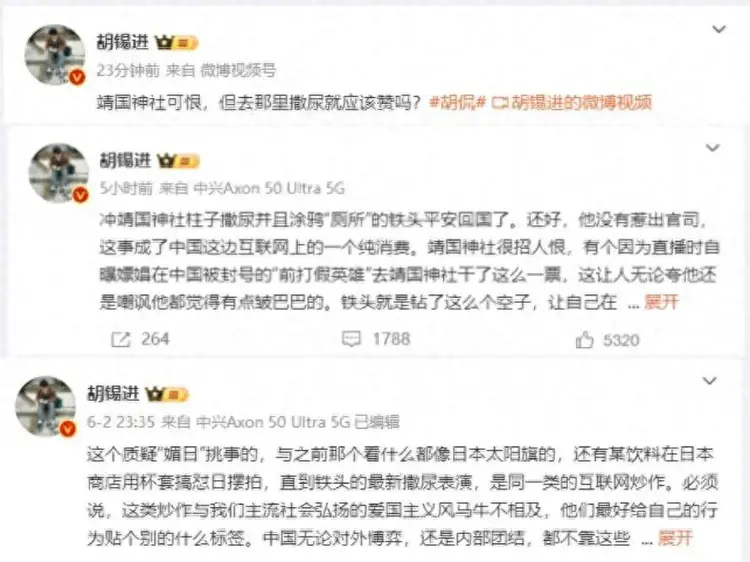 胡锡进
23分钟前 来自 微博视频号
靖国神社可恨，但去那里撒尿就应该赞吗？#胡侃# 胡锡进的微博视频
胡锡进
5小时前 来自 中兴Axon 50 Ultra 5G
冲靖国神社柱子撒尿并且涂鸦“厕所”的铁头平安回国了。还好，他没有惹出官司，
这事成了中国这边互联网上的一个纯消费。靖国神社很招人恨，有个因为直播时自
曝嫖娼在中国被封号的“前打假英雄”去靖国神社干了这么一票，这让人无论夸他还
是嘲讽他都觉得有点皱巴巴的。铁头就是钻了这么个空子，让自己在 ... 展开
264
1788
5320
胡锡进
6-2 23:35 来自 中兴Axon 50 Ultra 5G 已编辑
这个质疑“媚日”挑事的，与之前那个看什么都像日本太阳旗的，还有某饮料在日本
商店用杯套搞怼日摆拍，直到铁头的最新撒尿表演，是同一类的互联网炒作。必须
说，这类炒作与我们主流社会弘扬的爱国主义风马牛不相及，他们最好给自己的行
为贴个别的什么标签。中国无论对外博弈，还是内部团结，都不靠这些 ... 展开